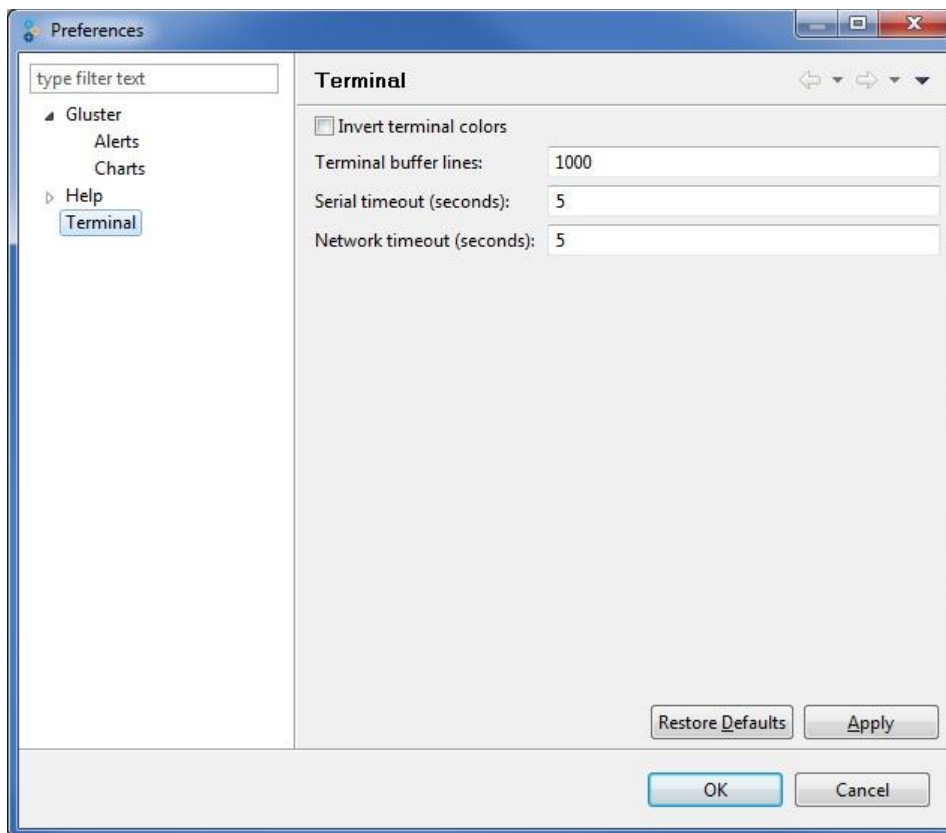 Preferences
type filter text
Gluster
Alerts
Charts
Help
Terminal
Terminal
Invert terminal colors
Terminal buffer lines: 1000
Serial timeout (seconds): 5
Network timeout (seconds): 5
Restore Defaults Apply
OK Cancel